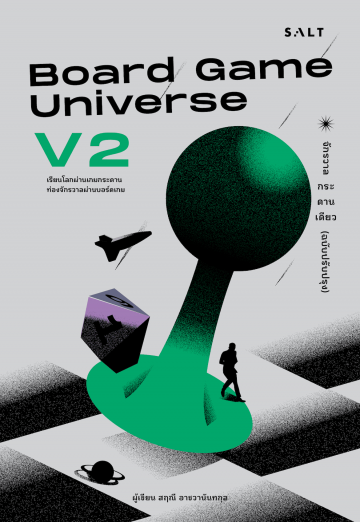 SALT
Board Game
Universe
V2
เรียนโลกผ่านเกมกระดาน
ท่องจักรวาลผ่านบอร์ดเกม
จักรวาล
กระ
ดาน
เดียว
(ฉบับปรับปรุง)
ผู้เขียน สฤณี อาชวานันทกุล